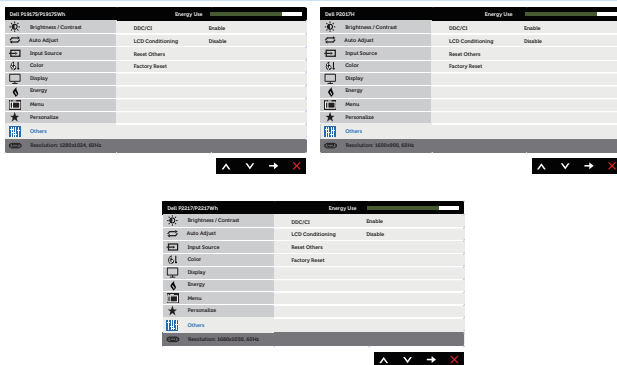 Dell P1917S/P1917SWh Energy Use
Brightness / Contrast DDC/CI Enable
Auto Adjust LCD Conditioning Disable
Input Source Reset Others
Color Factory Reset
Display
Energy
Menu
Personalize
Others
Resolution: 1280x1024, 60Hz
Dell P2017H Energy Use
Brightness / Contrast DDC/CI Enable
Auto Adjust LCD Conditioning Disable
Input Source Reset Others
Color Factory Reset
Display
Energy
Menu
Personalize
Others
Resolution: 1600x900, 60Hz
Dell P2217/P2217Wh Energy Use
Brightness / Contrast DDC/CI Enable
Auto Adjust LCD Conditioning Disable
Input Source Reset Others
Color Factory Reset
Display
Energy
Menu
Personalize
Others
Resolution: 1680x1050, 60Hz